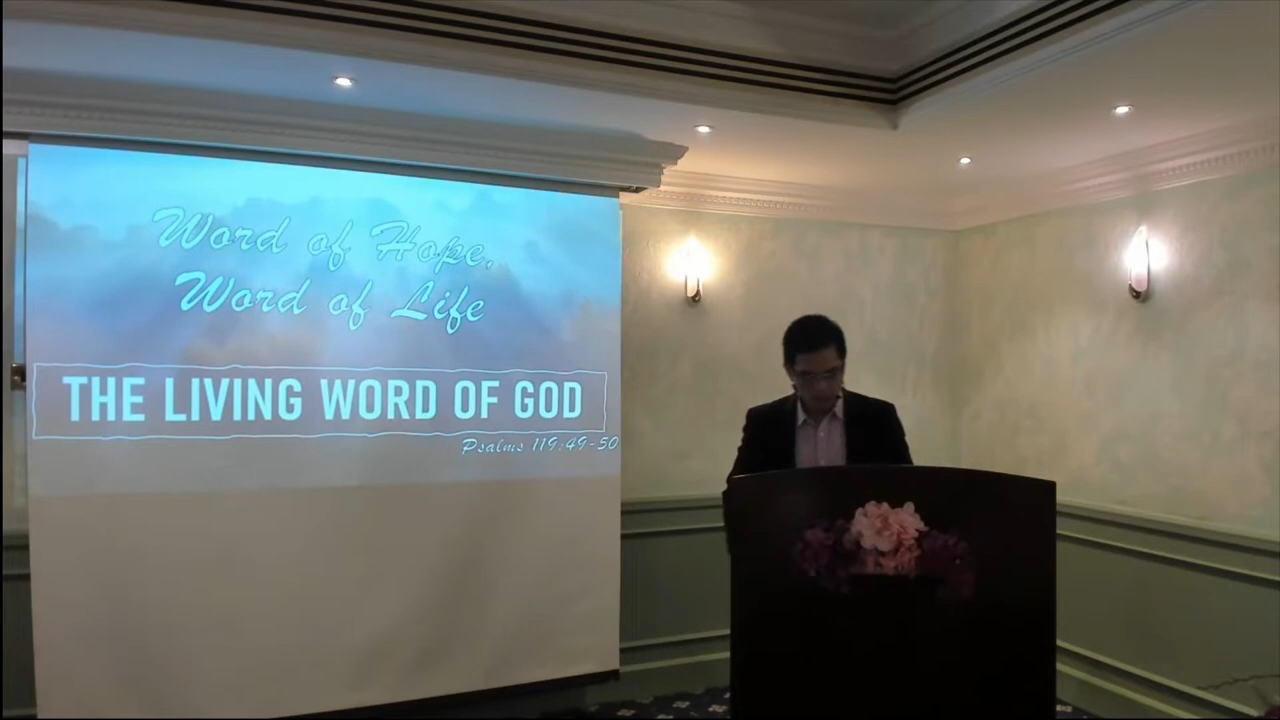 Word of Hope,
Word of Life
THE LIVING WORD OF GOD
Psalms 119:49-50